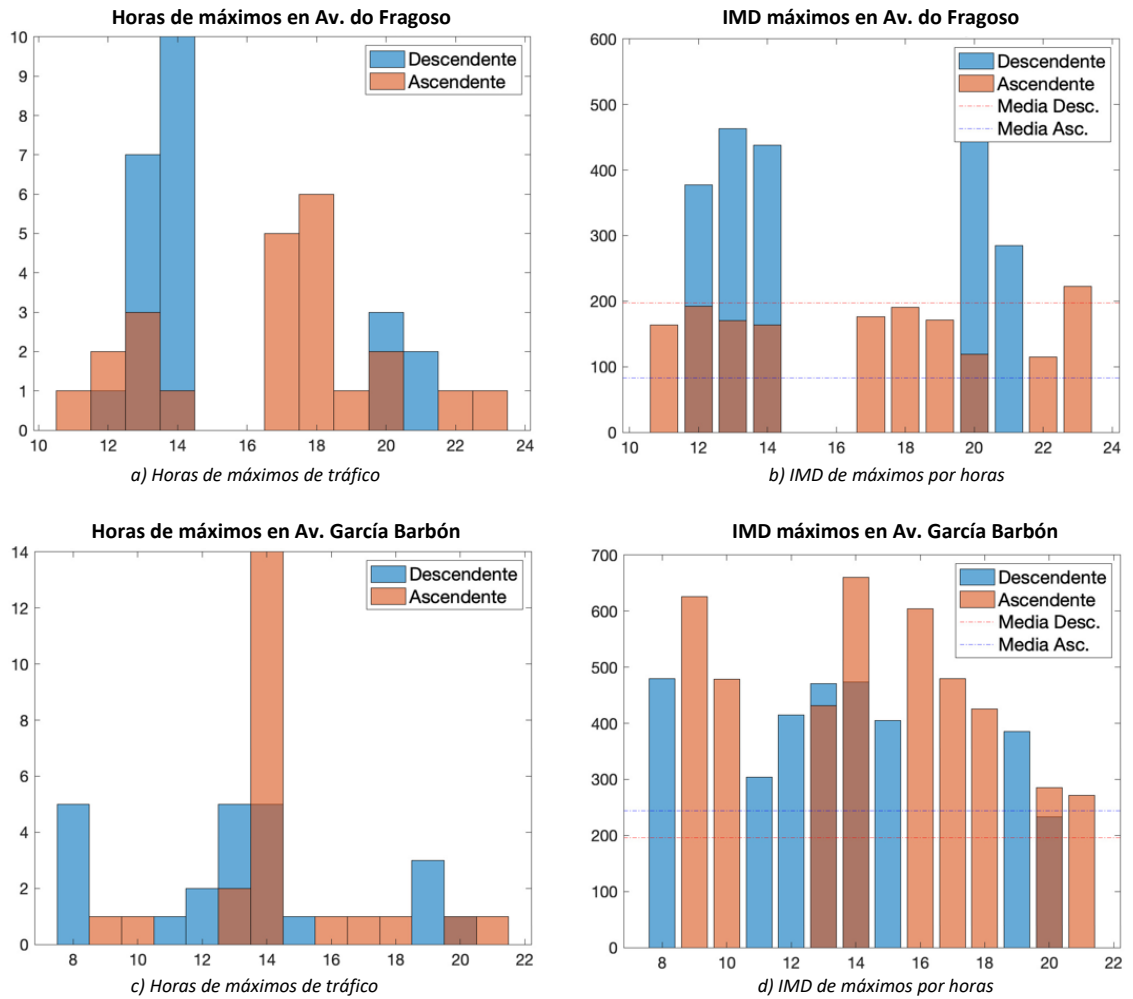 Horas de máximos en Av. do Fragoso
10
9
8
7
6
5
4
3
2
1
0
10 12 14 16 18 20 22 24
Descendente
Ascendente
a) Horas de máximos de tráfico
IMD máximos en Av. do Fragoso
600
500
400
300
200
100
0
10 12 14 16 18 20 22 24
Descendente
Ascendente
Media Desc.
Media Asc.
b) IMD de máximos por horas
Horas de máximos en Av. García Barbón
14
12
10
8
6
4
2
0
8 10 12 14 16 18 20 22
Descendente
Ascendente
c) Horas de máximos de tráfico
IMD máximos en Av. García Barbón
700
600
500
400
300
200
100
0
8 10 12 14 16 18 20 22
Descendente
Ascendente
Media Desc.
Media Asc.
d) IMD de máximos por horas